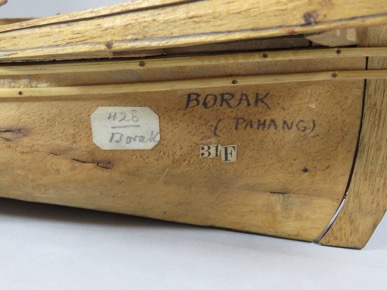 428
Borak
BORAK
(PAHANG)
31F